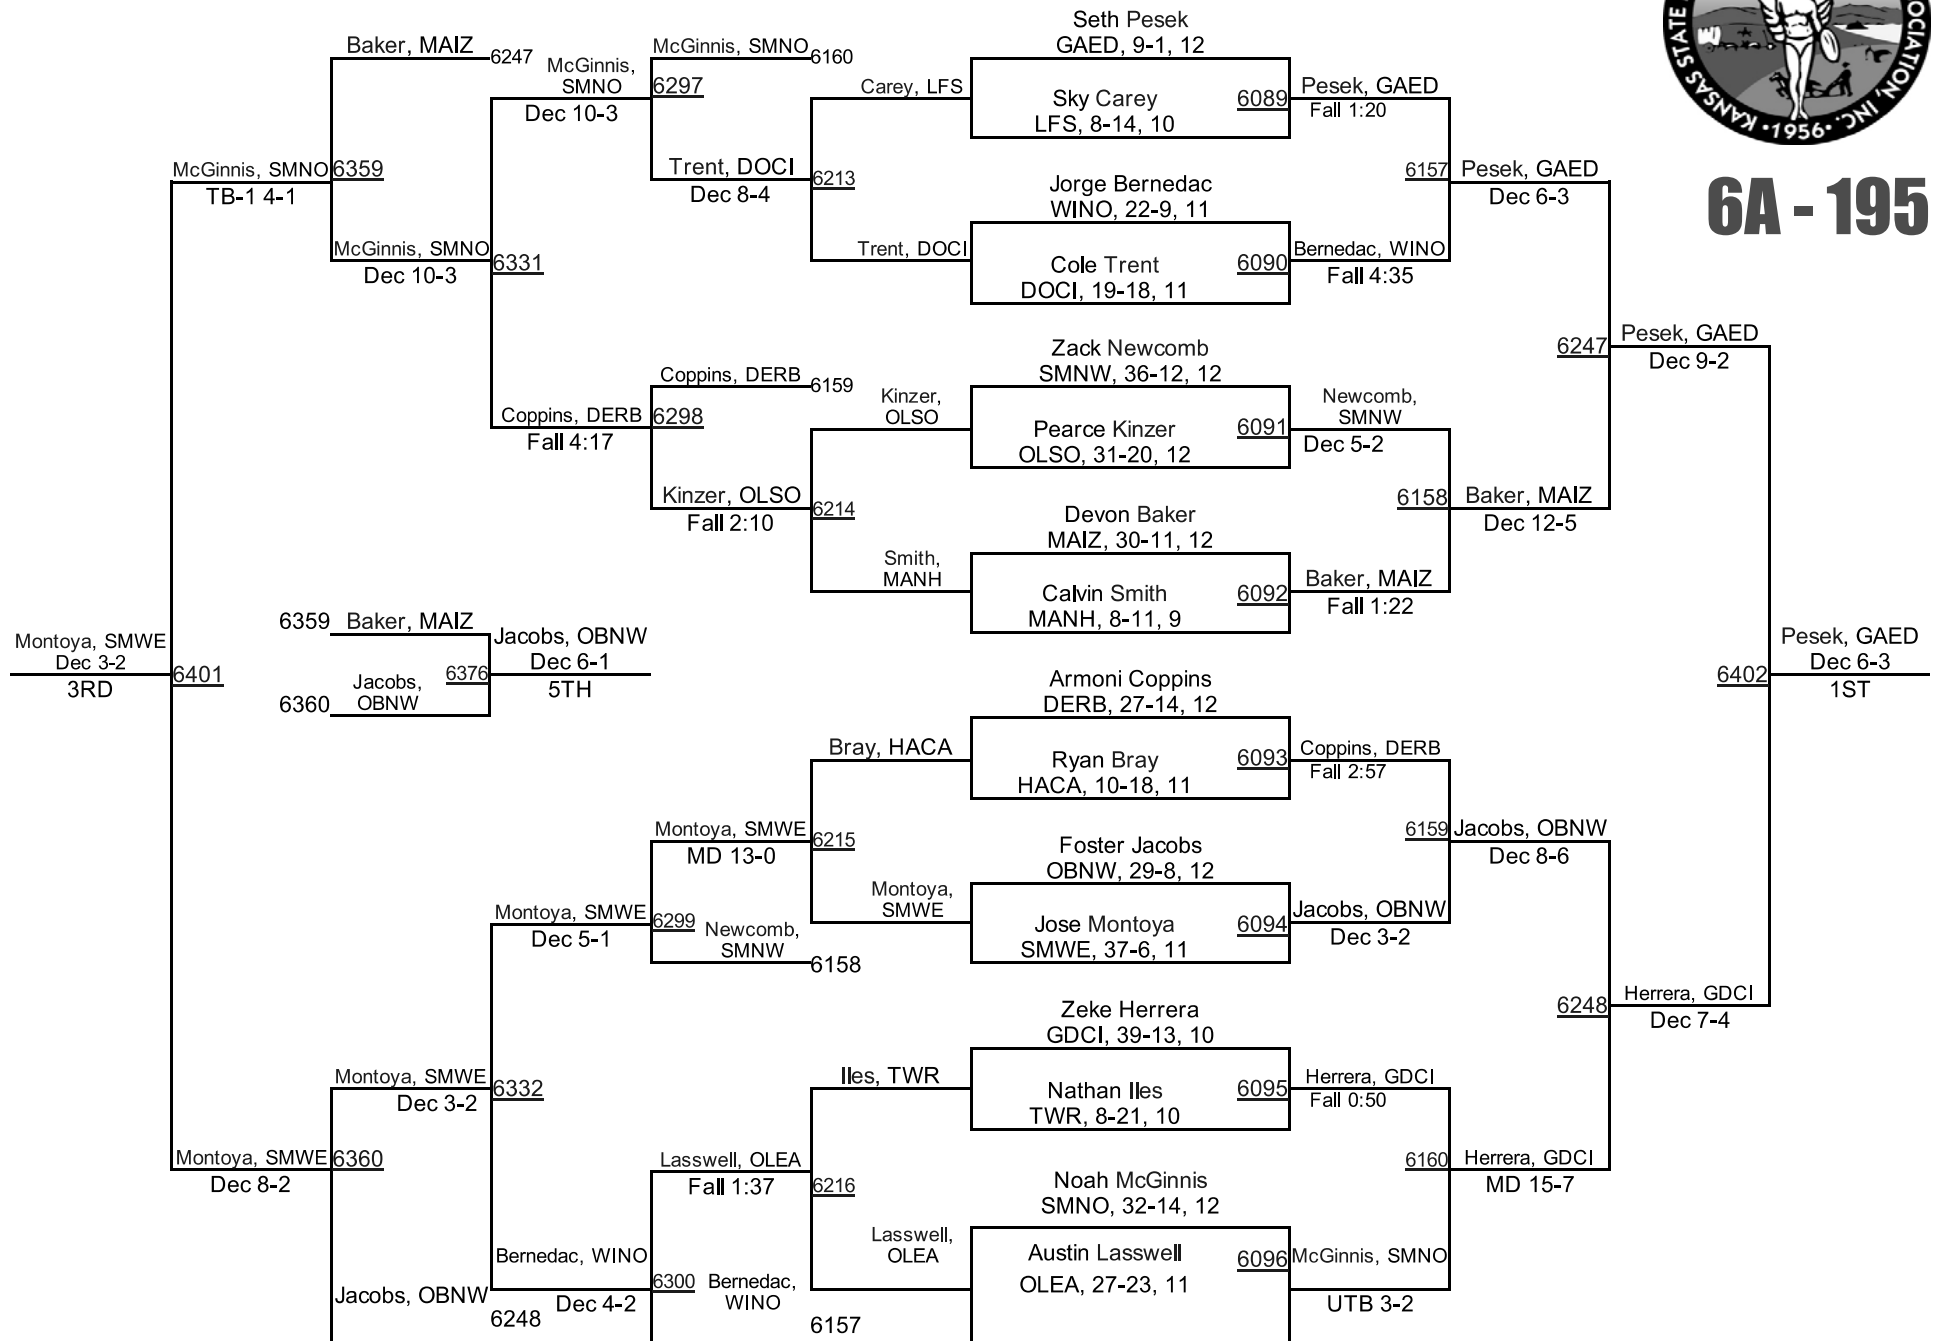 Seth Pesek
GAED, 9-1, 12
Sky Carey
LFS, 8-14, 10
6089
Pesek, GAED
Fall 1:20
Jorge Bernedac
WINO, 22-9, 11
Cole Trent
DOCI, 19-18, 11
6090
Bernedac, WINO
Fall 4:35
6157
Pesek, GAED
Dec 6-3
Zack Newcomb
SMNW, 36-12, 12
Pearce Kinzer
OLSO, 31-20, 12
6091
Newcomb,
SMNW
Dec 5-2
Devon Baker
MAIZ, 30-11, 12
Calvin Smith
MANH, 8-11, 9
6092
Baker, MAIZ
Fall 1:22
6158
Baker, MAIZ
Dec 12-5
6247
Pesek, GAED
Dec 9-2
Armoni Coppins
DERB, 27-14, 12
Ryan Bray
HACA, 10-18, 11
6093
Coppins, DERB
Fall 2:57
Foster Jacobs
OBNW, 29-8, 12
Jose Montoya
SMWE, 37-6, 11
6094
Jacobs, OBNW
Dec 3-2
6159
Jacobs, OBNW
Dec 8-6
Zeke Herrera
GDCI, 39-13, 10
Nathan Iles
TWR, 8-21, 10
6095
Herrera, GDCI
Fall 0:50
Noah McGinnis
SMNO, 32-14, 12
Austin Lasswell
OLEA, 27-23, 11
6096
McGinnis, SMNO
UTB 3-2
6160
Herrera, GDCI
MD 15-7
6248
Herrera, GDCI
Dec 7-4
6402
Pesek, GAED
Dec 6-3
1ST
Baker, MAIZ
6247
McGinnis,
SMNO
Dec 10-3
McGinnis, SMNO
6160
6297
Carey, LFS
Trent, DOCI
Dec 8-4
6213
Trent, DOCI
McGinnis, SMNO
TB-1 4-1
6359
McGinnis, SMNO
Dec 10-3
6331
Coppins, DERB
6159
Coppins, DERB
Fall 4:17
6298
Kinzer,
OLSO
Kinzer, OLSO
Fall 2:10
6214
Smith,
MANH
Montoya, SMWE
Dec 3-2
3RD
6401
6359
Baker, MAIZ
6360
Jacobs,
OBNW
6376
Jacobs, OBNW
Dec 6-1
5TH
Bray, HACA
Montoya, SMWE
MD 13-0
6215
Montoya,
SMWE
Montoya, SMWE
Dec 5-1
6299
Newcomb,
SMNW
6158
Montoya, SMWE
Dec 3-2
6332
Iles, TWR
Lasswell, OLEA
Fall 1:37
6216
Lasswell,
OLEA
Montoya, SMWE
Dec 8-2
6360
Bernedac, WINO
Dec 4-2
6300
Bernedac,
WINO
6157
Jacobs, OBNW
6248
KANSAS STATE
OCIATION, INC.
•1956•
6A - 195